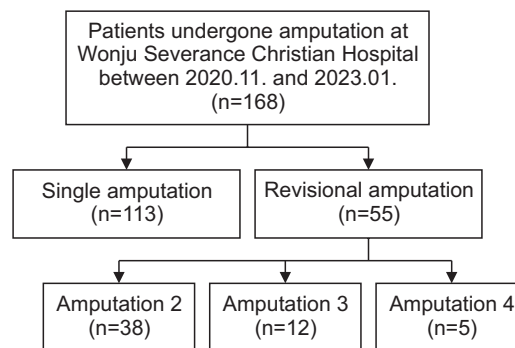 Patients undergone amputation at
Wonju Severance Christian Hospital
between 2020.11. and 2023.01.
(n=168)
Single amputation
(n=113)
Revisional amputation
(n=55)
Amputation 2
(n=38)
Amputation 3
(n=12)
Amputation 4
(n=5)